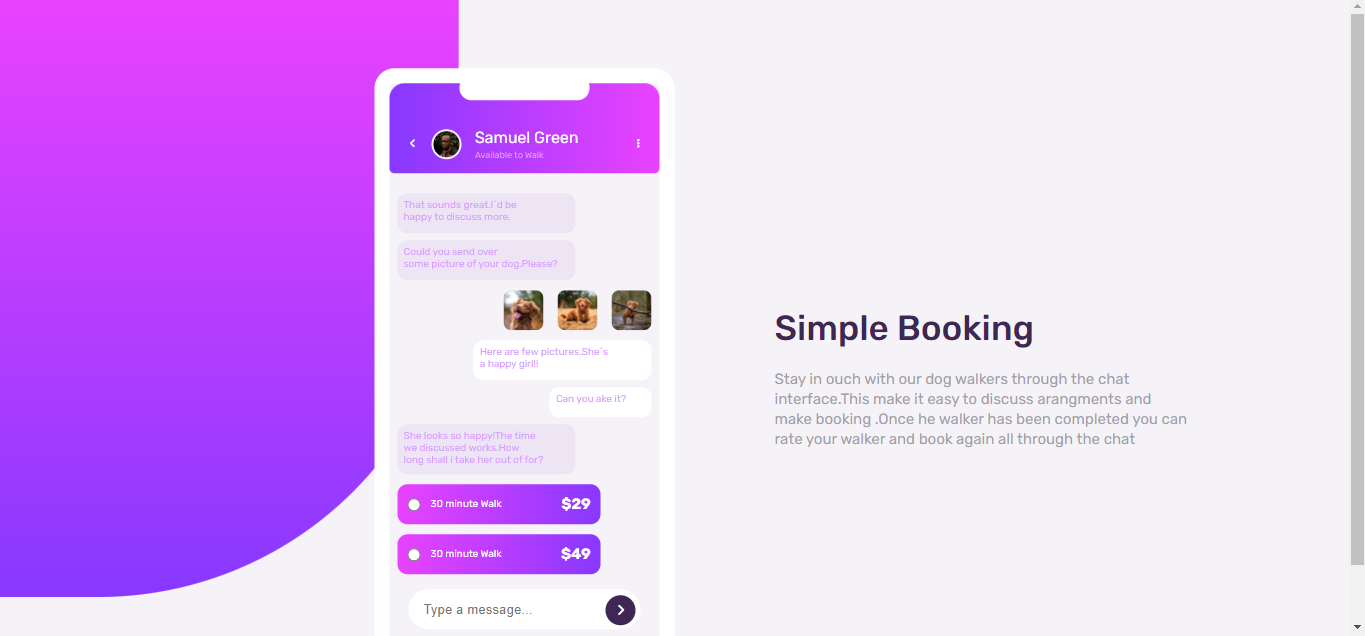 Samuel Green
Available to Walk
That sounds great.I`d be
happy to discuss more.
Could you send over
some picture of your dog,Please?
Here are few pictures.She`s
a happy girl!!
Can you ake it?
She looks so happy!The time
we discussed works.How
long shall i take her out of for?
30 minute Walk
$29
30 minute Walk
$49
Type a message...
Simple Booking
Stay in ouch with our dog walkers through the chat
interface.This make it easy to discuss arangments and
make booking .Once he walker has been completed you can
rate your walker and book again all through the chat